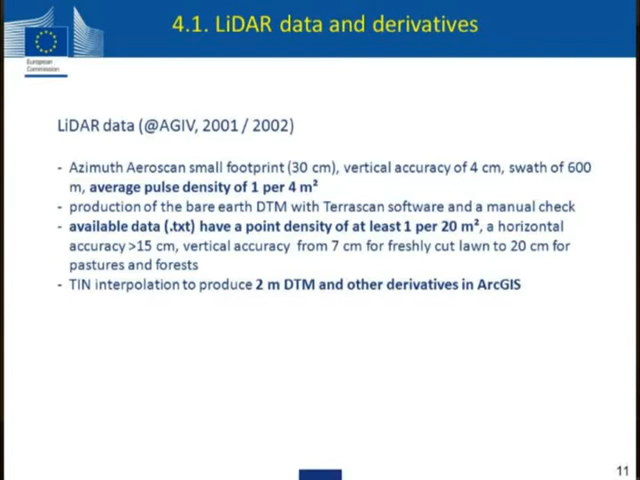 4.1. LiDAR data and derivatives
European
Commission
LiDAR data (@AGIV, 2001 / 2002)
- Azimuth Aeroscan small footprint (30 cm), vertical accuracy of 4 cm, swath of 600
m, average pulse density of 1 per 4 m²
- production of the bare earth DTM with Terrascan software and a manual check
- available data (.txt) have a point density of at least 1 per 20 m², a horizontal
accuracy >15 cm, vertical accuracy from 7 cm for freshly cut lawn to 20 cm for
pastures and forests
- TIN interpolation to produce 2 m DTM and other derivatives in ArcGIS
11